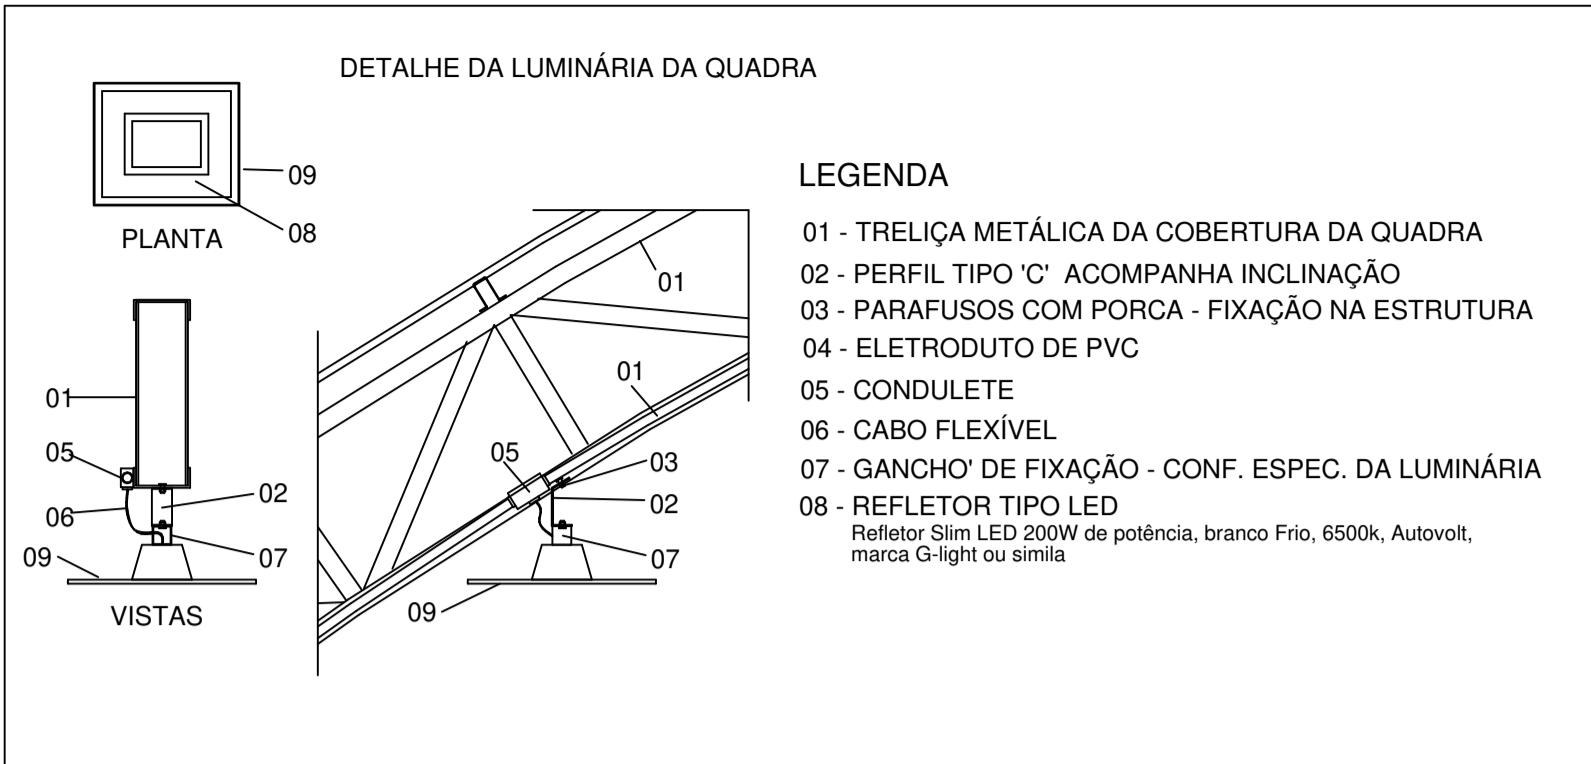 DETALHE DA LUMINÁRIA DA QUADRA
09
08
PLANTA
01
05
06
02
07
09
VISTAS
01
01
05
03
02
07
09
LEGENDA
01 - TRELIÇA METÁLICA DA COBERTURA DA QUADRA
02 - PERFIL TIPO 'C' ACOMPANHA INCLINAÇÃO
03 - PARAFUSOS COM PORCA - FIXAÇÃO NA ESTRUTURA
04 - ELETRODUTO DE PVC
05 - CONDULETE
06 - CABO FLEXÍVEL
07 - GANCHO' DE FIXAÇÃO - CONF. ESPEC. DA LUMINÁRIA
08 - REFLETOR TIPO LED
Refletor Slim LED 200W de potência, branco Frio, 6500k, Autovolt,
marca G-light ou simila